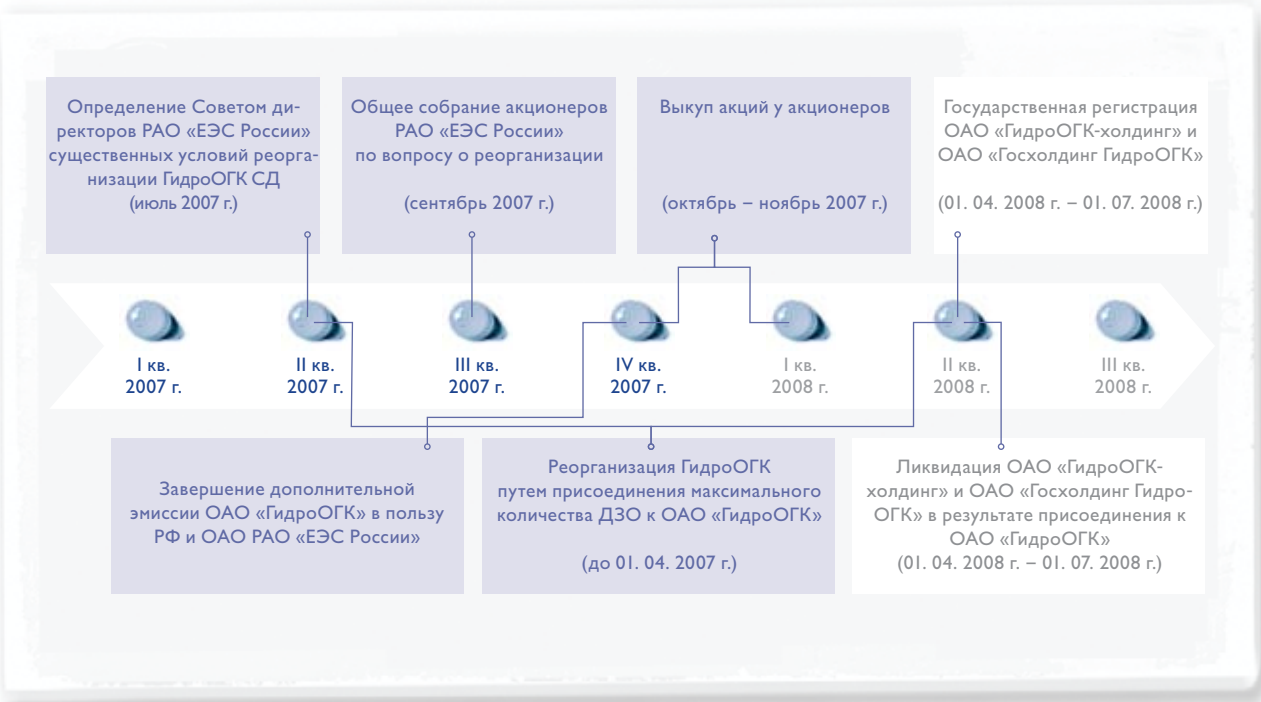 Определение Советом ди-
ректоров РАО «ЕЭС России»
существенных условий реорга-
низации ГидроОГК СД
(июль 2007 г.)
Общее собрание акционеров
РАО «ЕЭС России»
по вопросу о реорганизации
(сентябрь 2007 г.)
Выкуп акций у акционеров
(октябрь – ноябрь 2007 г.)
Государственная регистрация
ОАО «ГидроОГК-холдинг» и
ОАО «Госхолдинг ГидроОГК»
(01. 04. 2008 г. – 01. 07. 2008 г.)
I кв.
2007 г.
II кв.
2007 г.
III кв.
2007 г.
IV кв.
2007 г.
I кв.
2008 г.
II кв.
2008 г.
III кв.
2008 г.
Завершение дополнительной
эмиссии ОАО «ГидроОГК» в пользу
РФ и ОАО РАО «ЕЭС России»
Реорганизация ГидроОГК
путем присоединения максимального
количества ДЗО к ОАО «ГидроОГК»
(до 01. 04. 2007 г.)
Ликвидация ОАО «ГидроОГК-
холдинг» и ОАО «Госхолдинг Гидро-
ОГК» в результате присоединения к
ОАО «ГидроОГК»
(01. 04. 2008 г. – 01. 07. 2008 г.)